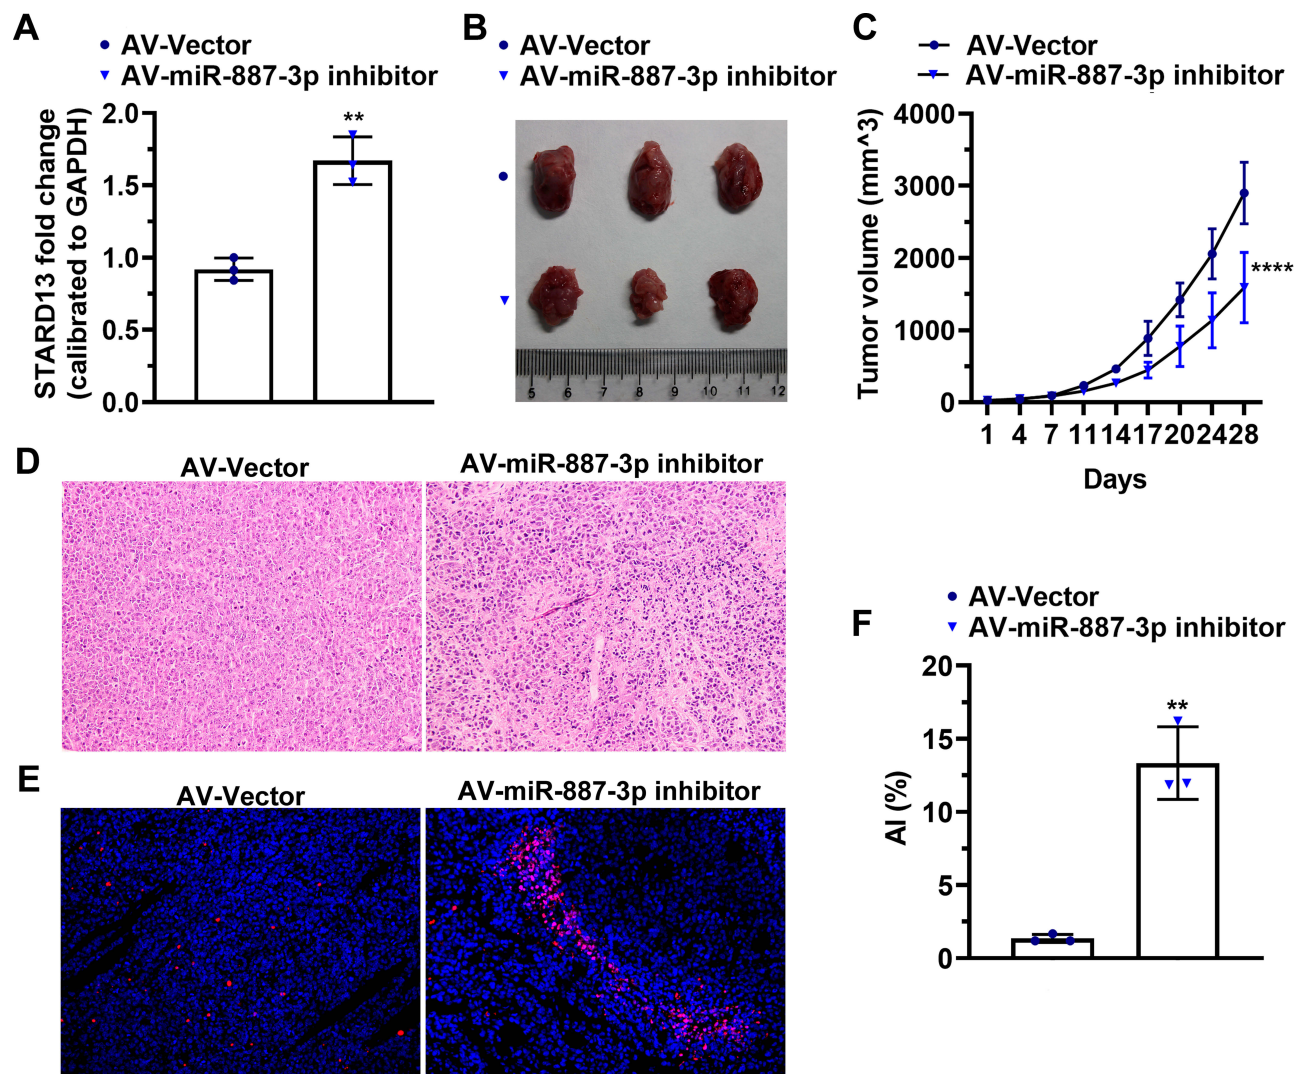 A
AV-Vector
AV-miR-887-3p inhibitor
STARD13 fold change
(calibrated to GAPDH)
2.0
1.5
1.0
0.5
0.0
**
B
AV-Vector
AV-miR-887-3p inhibitor
5 6 7 8 9 10 11 12
C
AV-Vector
AV-miR-887-3p inhibitor
Tumor volume (mm^3)
4000
3000
2000
1000
0
****
1 4 7 11 14 17 20 24 28
Days
D
AV-Vector
AV-miR-887-3p inhibitor
E
AV-Vector
AV-miR-887-3p inhibitor
F
AV-Vector
AV-miR-887-3p inhibitor
AI (%)
20
15
10
5
0
**